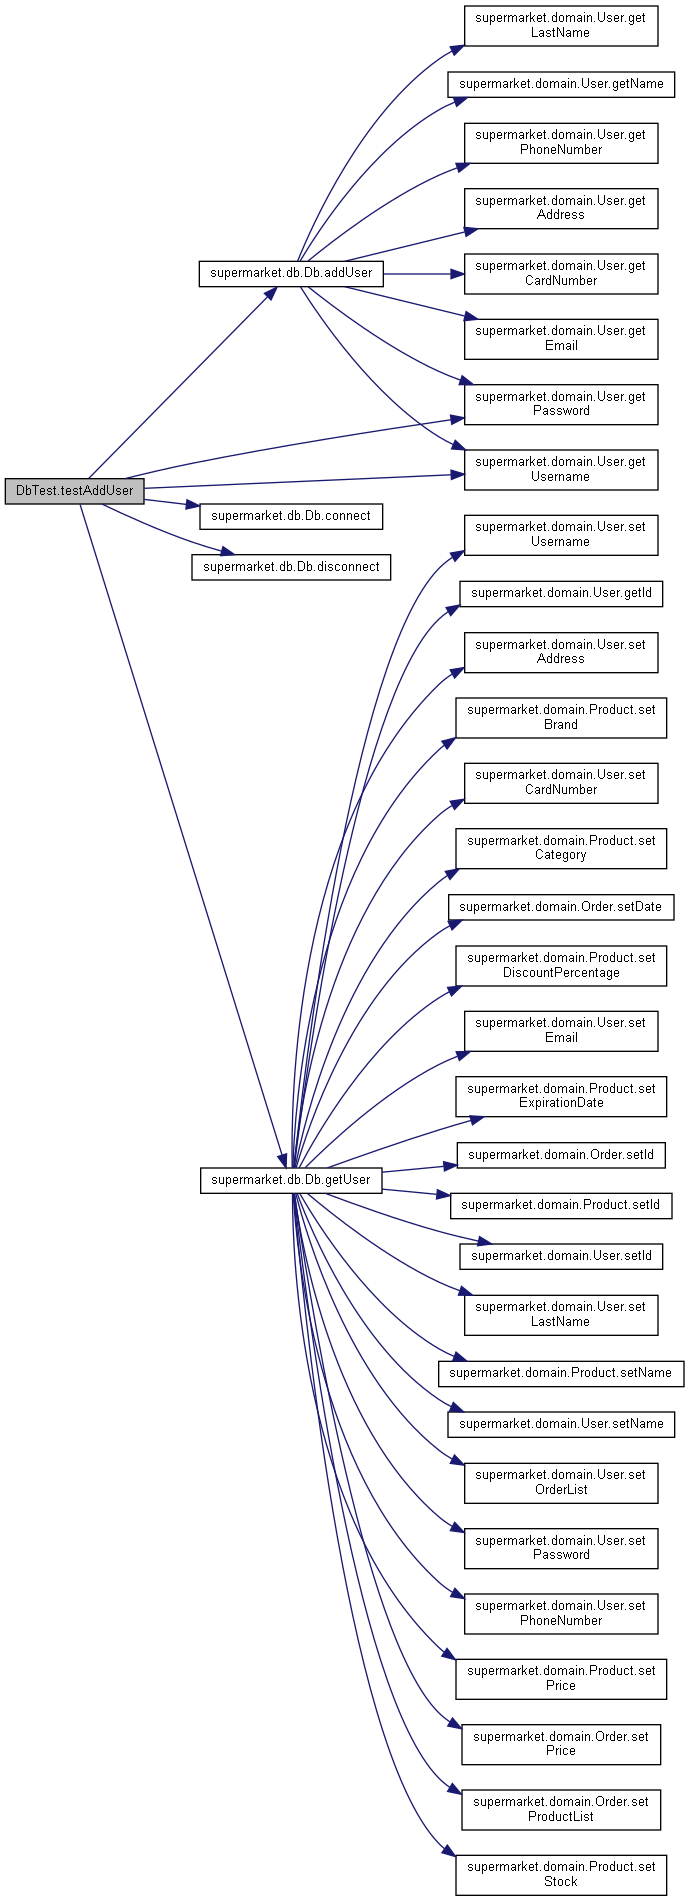 supermarket.domain.User.get
LastName
supermarket.domain.User.getName
supermarket.domain.User.get
PhoneNumber
supermarket.domain.User.get
Address
supermarket.db.Db.addUser
supermarket.domain.User.get
CardNumber
supermarket.domain.User.get
Email
supermarket.domain.User.get
Password
supermarket.domain.User.get
Username
DbTest.testAddUser
supermarket.db.Db.connect
supermarket.db.Db.disconnect
supermarket.domain.User.set
Username
supermarket.domain.User.getId
supermarket.domain.User.set
Address
supermarket.domain.Product.set
Brand
supermarket.domain.User.set
CardNumber
supermarket.domain.Product.set
Category
supermarket.domain.Order.setDate
supermarket.domain.Product.set
DiscountPercentage
supermarket.domain.User.set
Email
supermarket.domain.Product.set
ExpirationDate
supermarket.domain.Order.setId
supermarket.db.Db.getUser
supermarket.domain.Product.setId
supermarket.domain.User.setId
supermarket.domain.User.set
LastName
supermarket.domain.Product.setName
supermarket.domain.User.setName
supermarket.domain.User.set
OrderList
supermarket.domain.User.set
Password
supermarket.domain.User.set
PhoneNumber
supermarket.domain.Product.set
Price
supermarket.domain.Order.set
Price
supermarket.domain.Order.set
ProductList
supermarket.domain.Product.set
Stock